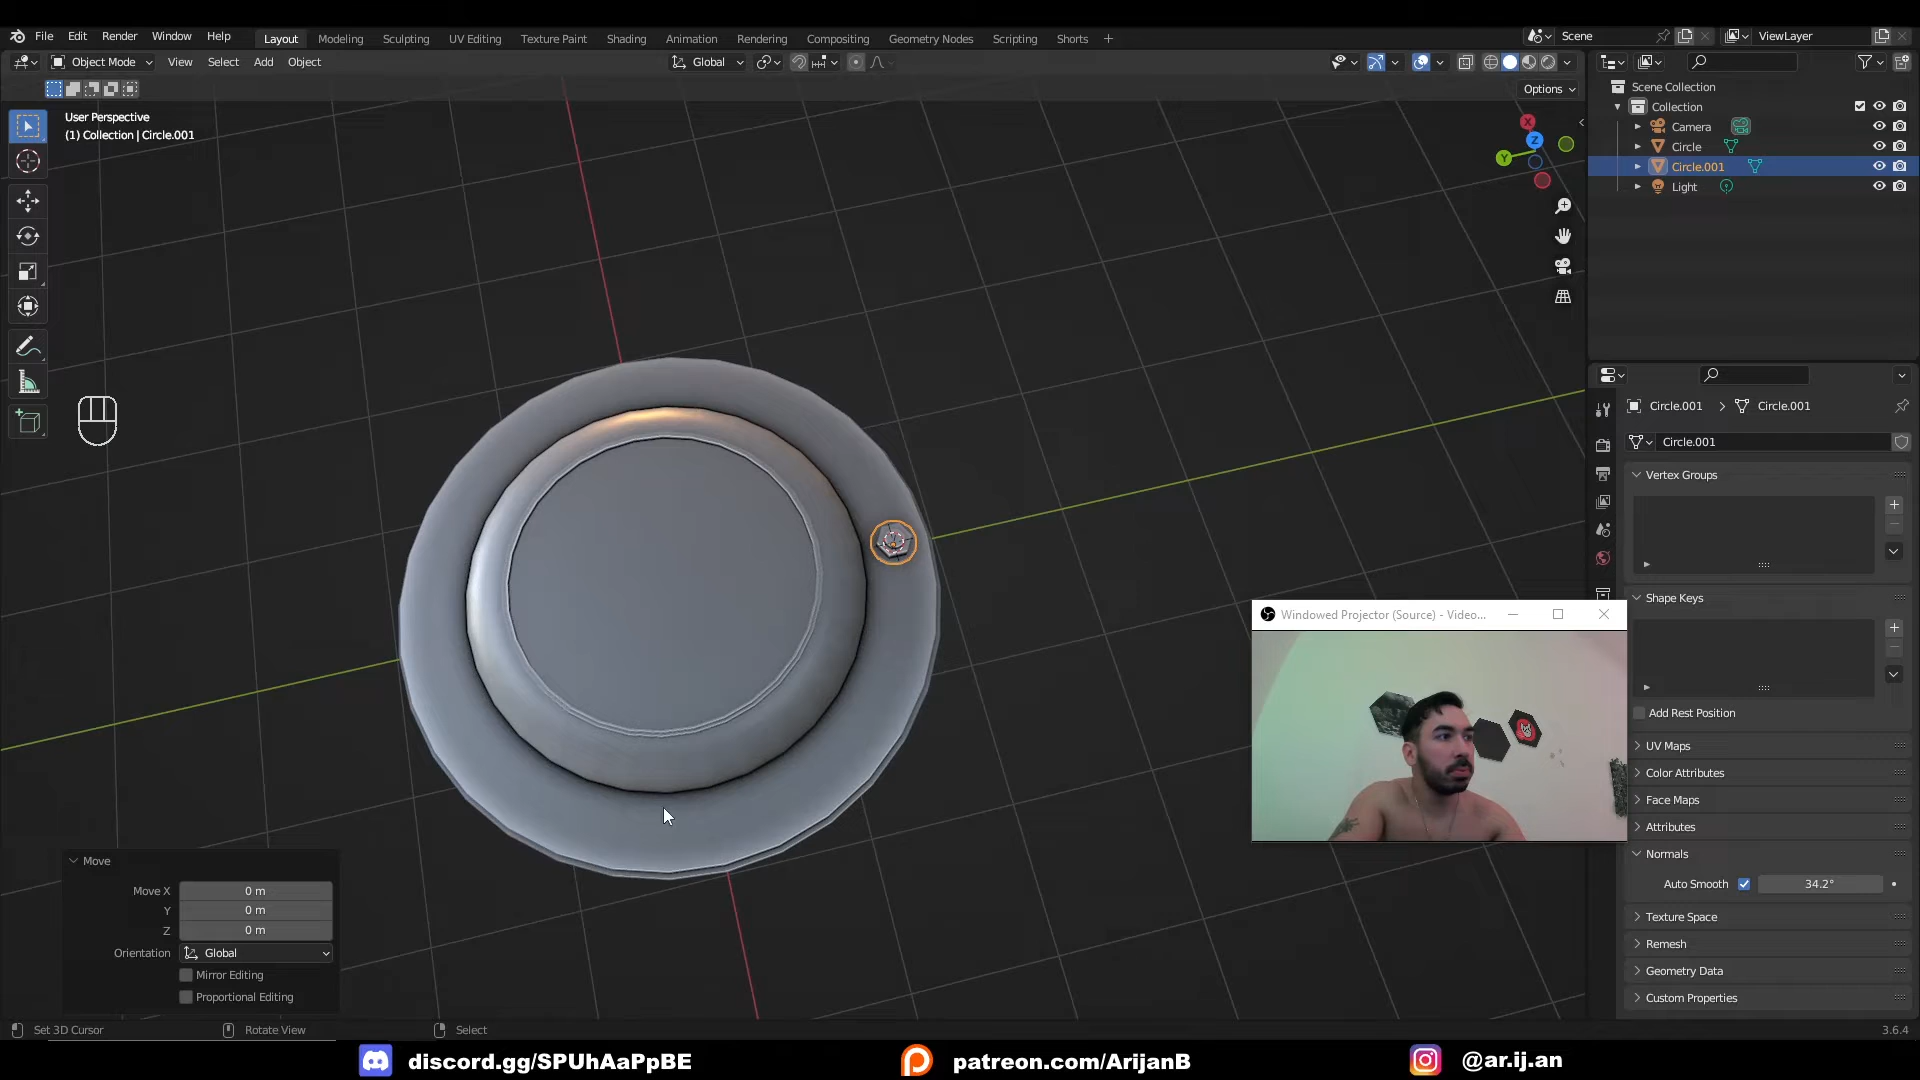 File Edit Render Window Help Layout Modeling Sculpting UV Editing Texture Paint Shading Animation Rendering Compositing Geometry Nodes Scripting Shorts + Scene ViewLayer
Object Mode View Select Add Object Global
Options
User Perspective
(1) Collection | Circle.001
X
Y
Z
Scene Collection
Collection
Camera
Circle
Circle.001
Light
Circle.001 > Circle.001
Circle.001
Vertex Groups
Shape Keys
Add Rest Position
UV Maps
Color Attributes
Face Maps
Attributes
Normals
Auto Smooth 34.2°
Texture Space
Remesh
Geometry Data
Custom Properties
Windowed Projector (Source) - Video...
Move
Move X 0 m
Y 0 m
Z 0 m
Orientation Global
Mirror Editing
Proportional Editing
Set 3D Cursor Rotate View Select 3.6.4
discord.gg/SPUhAaPpBE patreon.com/ArijanB @ar.ij.an